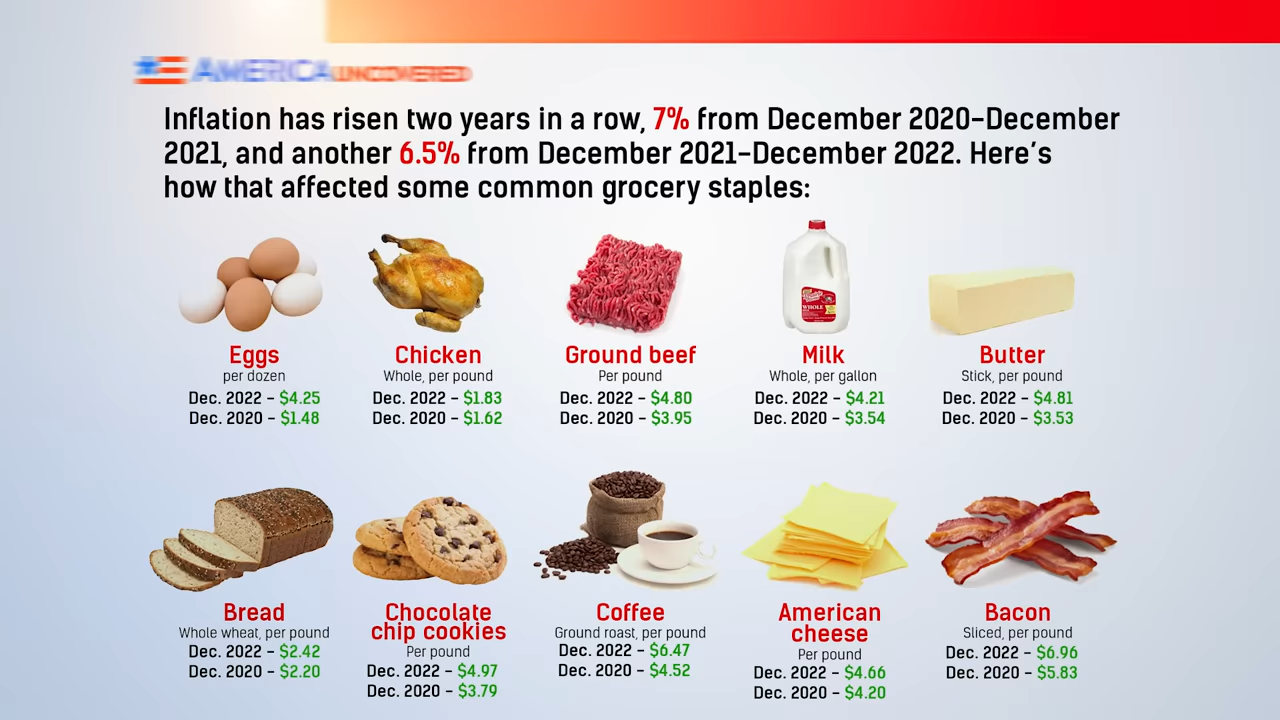 AMERICA UNCOVERED
Inflation has risen two years in a row, 7% from December 2020–December
2021, and another 6.5% from December 2021–December 2022. Here's
how that affected some common grocery staples:
WHOLE
Eggs
per dozen
Dec. 2022 – $4.25
Dec. 2020 – $1.48
Chicken
Whole, per pound
Dec. 2022 – $1.83
Dec. 2020 – $1.62
Ground beef
Per pound
Dec. 2022 – $4.80
Dec. 2020 – $3.95
Milk
Whole, per gallon
Dec. 2022 – $4.21
Dec. 2020 – $3.54
Butter
Stick, per pound
Dec. 2022 – $4.81
Dec. 2020 – $3.53
Bread
Whole wheat, per pound
Dec. 2022 – $2.42
Dec. 2020 – $2.20
Chocolate
chip cookies
Per pound
Dec. 2022 – $4.97
Dec. 2020 – $3.79
Coffee
Ground roast, per pound
Dec. 2022 – $6.47
Dec. 2020 – $4.52
American
cheese
Per pound
Dec. 2022 – $4.66
Dec. 2020 – $4.20
Bacon
Sliced, per pound
Dec. 2022 – $6.96
Dec. 2020 – $5.83